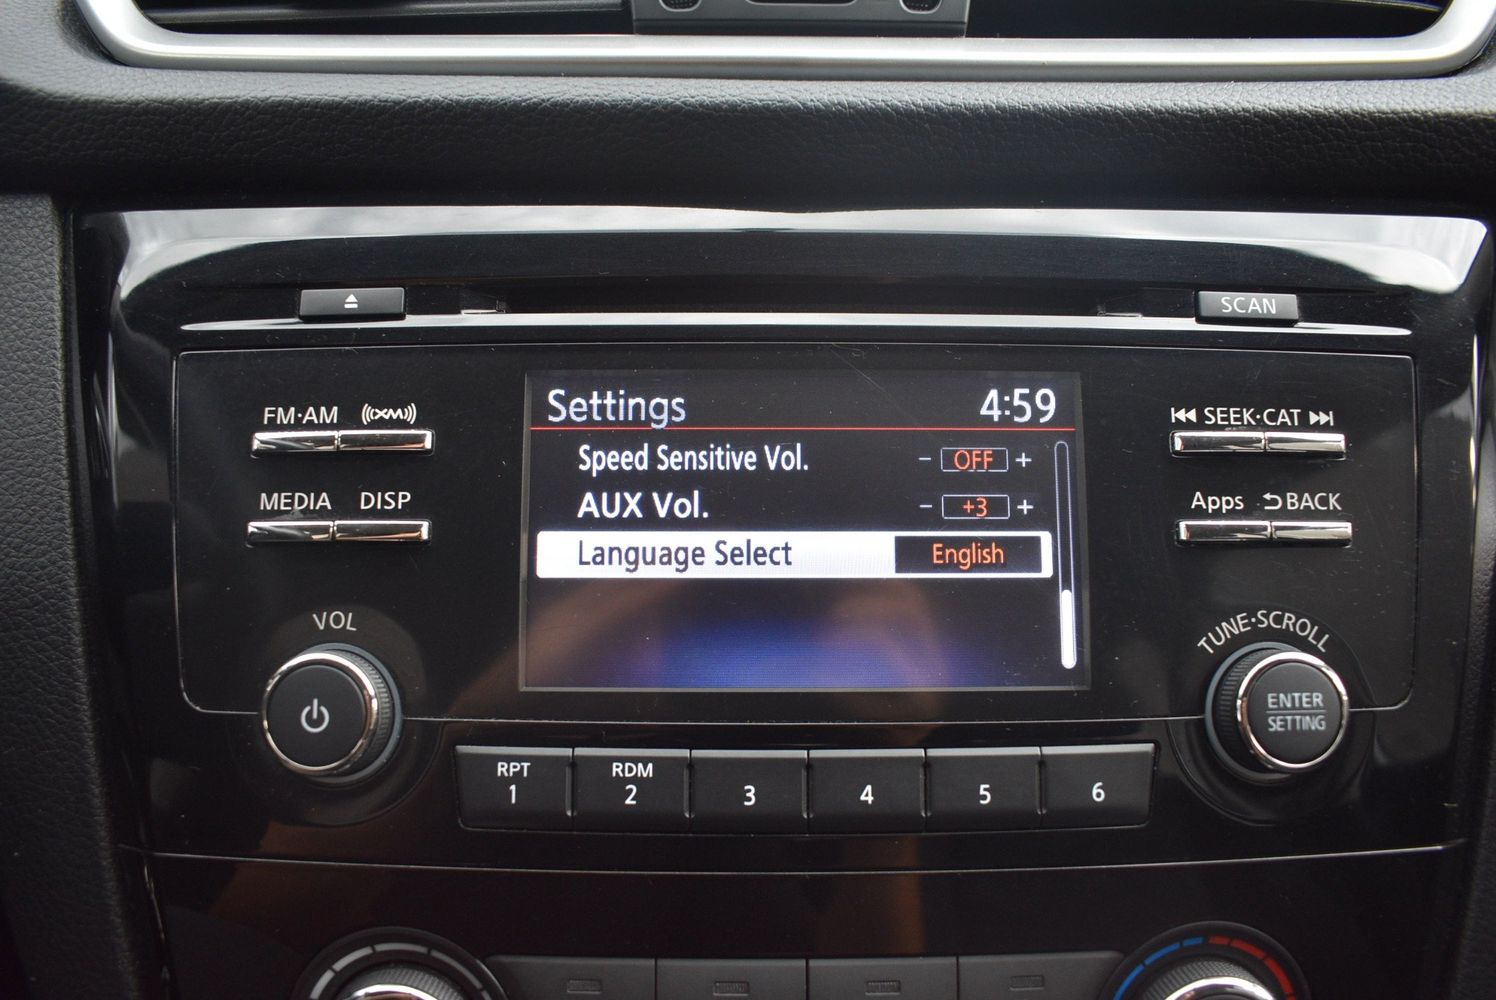 SCAN
FM·AM XM
Settings 4:59
SEEK·CAT
Speed Sensitive Vol. - OFF +
MEDIA DISP
AUX Vol. - +3 +
Apps BACK
Language Select English
VOL
TUNE·SCROLL
ENTER
SETTING
RPT RDM
1 2 3 4 5 6